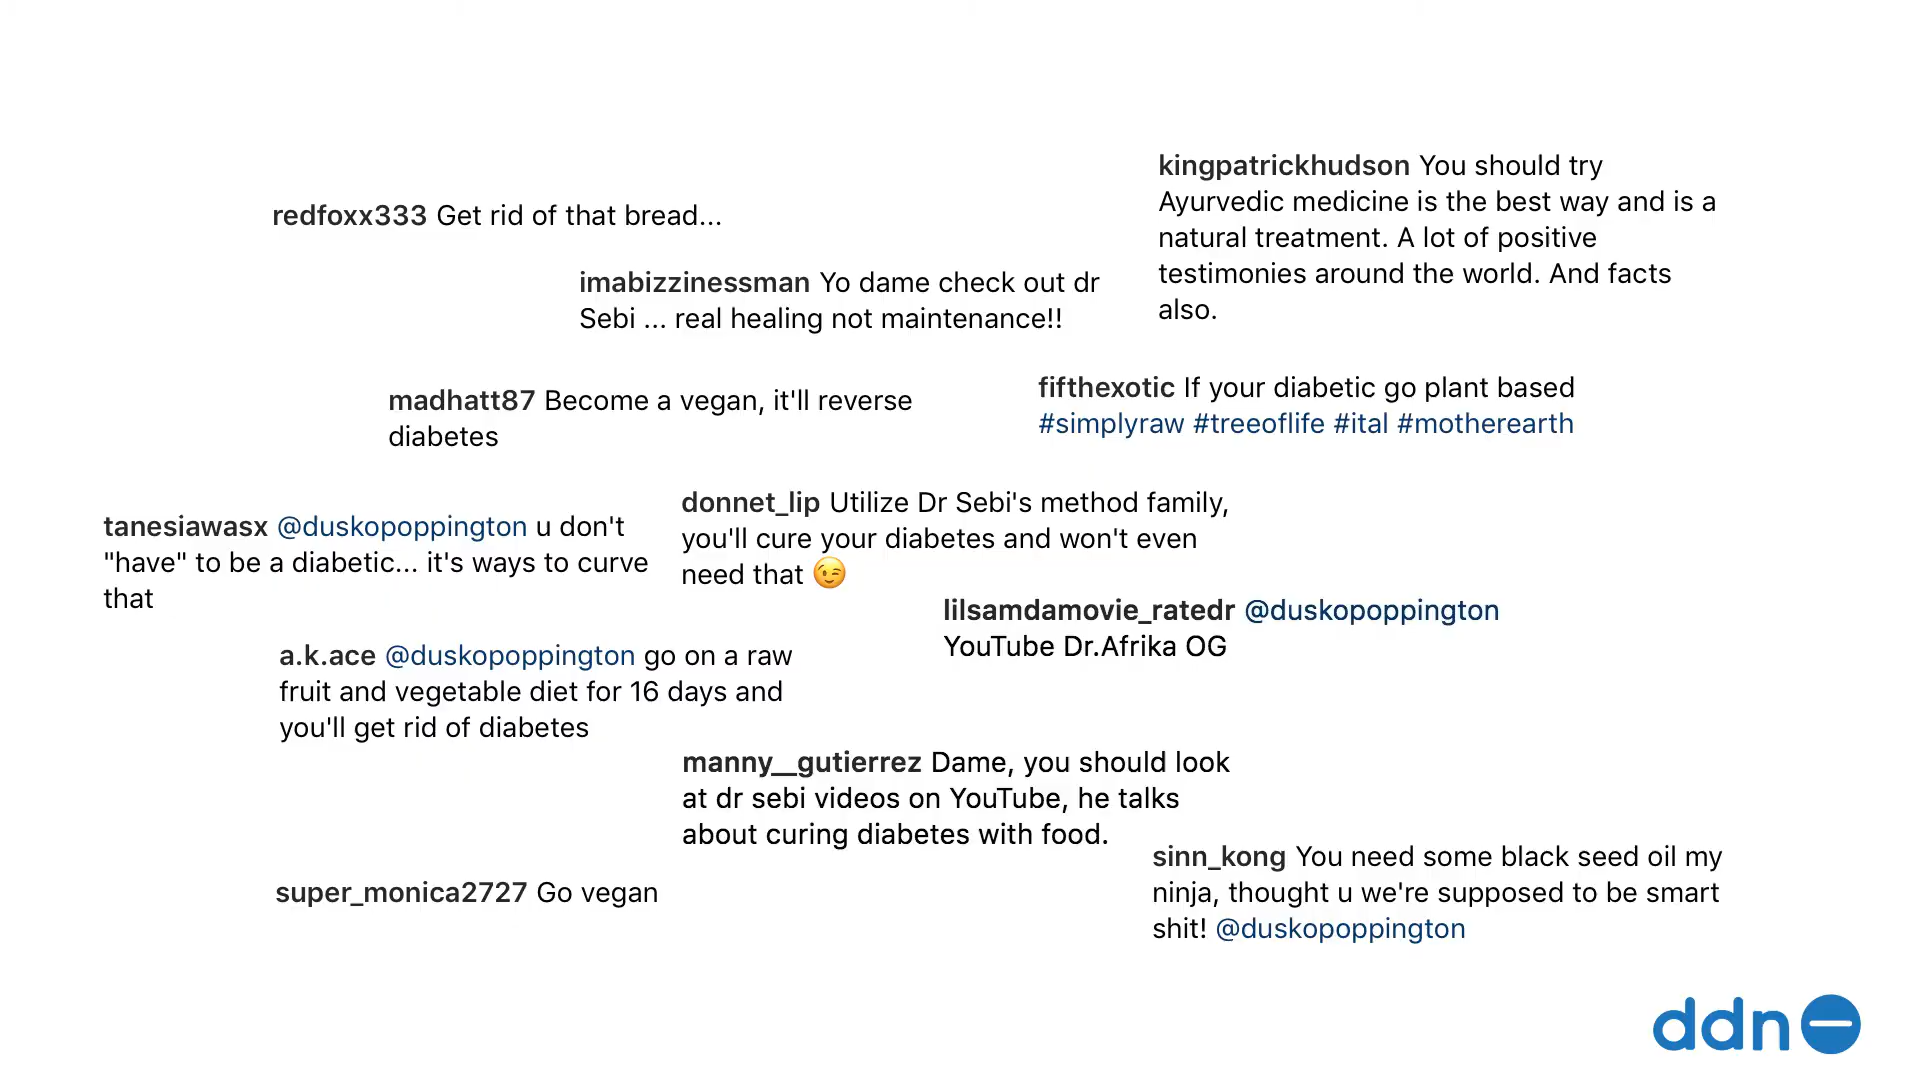 kingpatrickhudson You should try
Ayurvedic medicine is the best way and is a
natural treatment. A lot of positive
testimonies around the world. And facts
also.
redfoxx333 Get rid of that bread...
imabizzinessman Yo dame check out dr
Sebi ... real healing not maintenance!!
madhatt87 Become a vegan, it'll reverse
diabetes
fifthexotic If your diabetic go plant based
#simplyraw #treeoflife #ital #motherearth
tanesiawasx @duskopoppington u don't
"have" to be a diabetic... it's ways to curve
that
donnet_lip Utilize Dr Sebi's method family,
you'll cure your diabetes and won't even
need that 😉
lilsamdamovie_ratedr @duskopoppington
YouTube Dr.Afrika OG
a.k.ace @duskopoppington go on a raw
fruit and vegetable diet for 16 days and
you'll get rid of diabetes
manny__gutierrez Dame, you should look
at dr sebi videos on YouTube, he talks
about curing diabetes with food.
super_monica2727 Go vegan
sinn_kong You need some black seed oil my
ninja, thought u we're supposed to be smart
shit! @duskopoppington
ddn